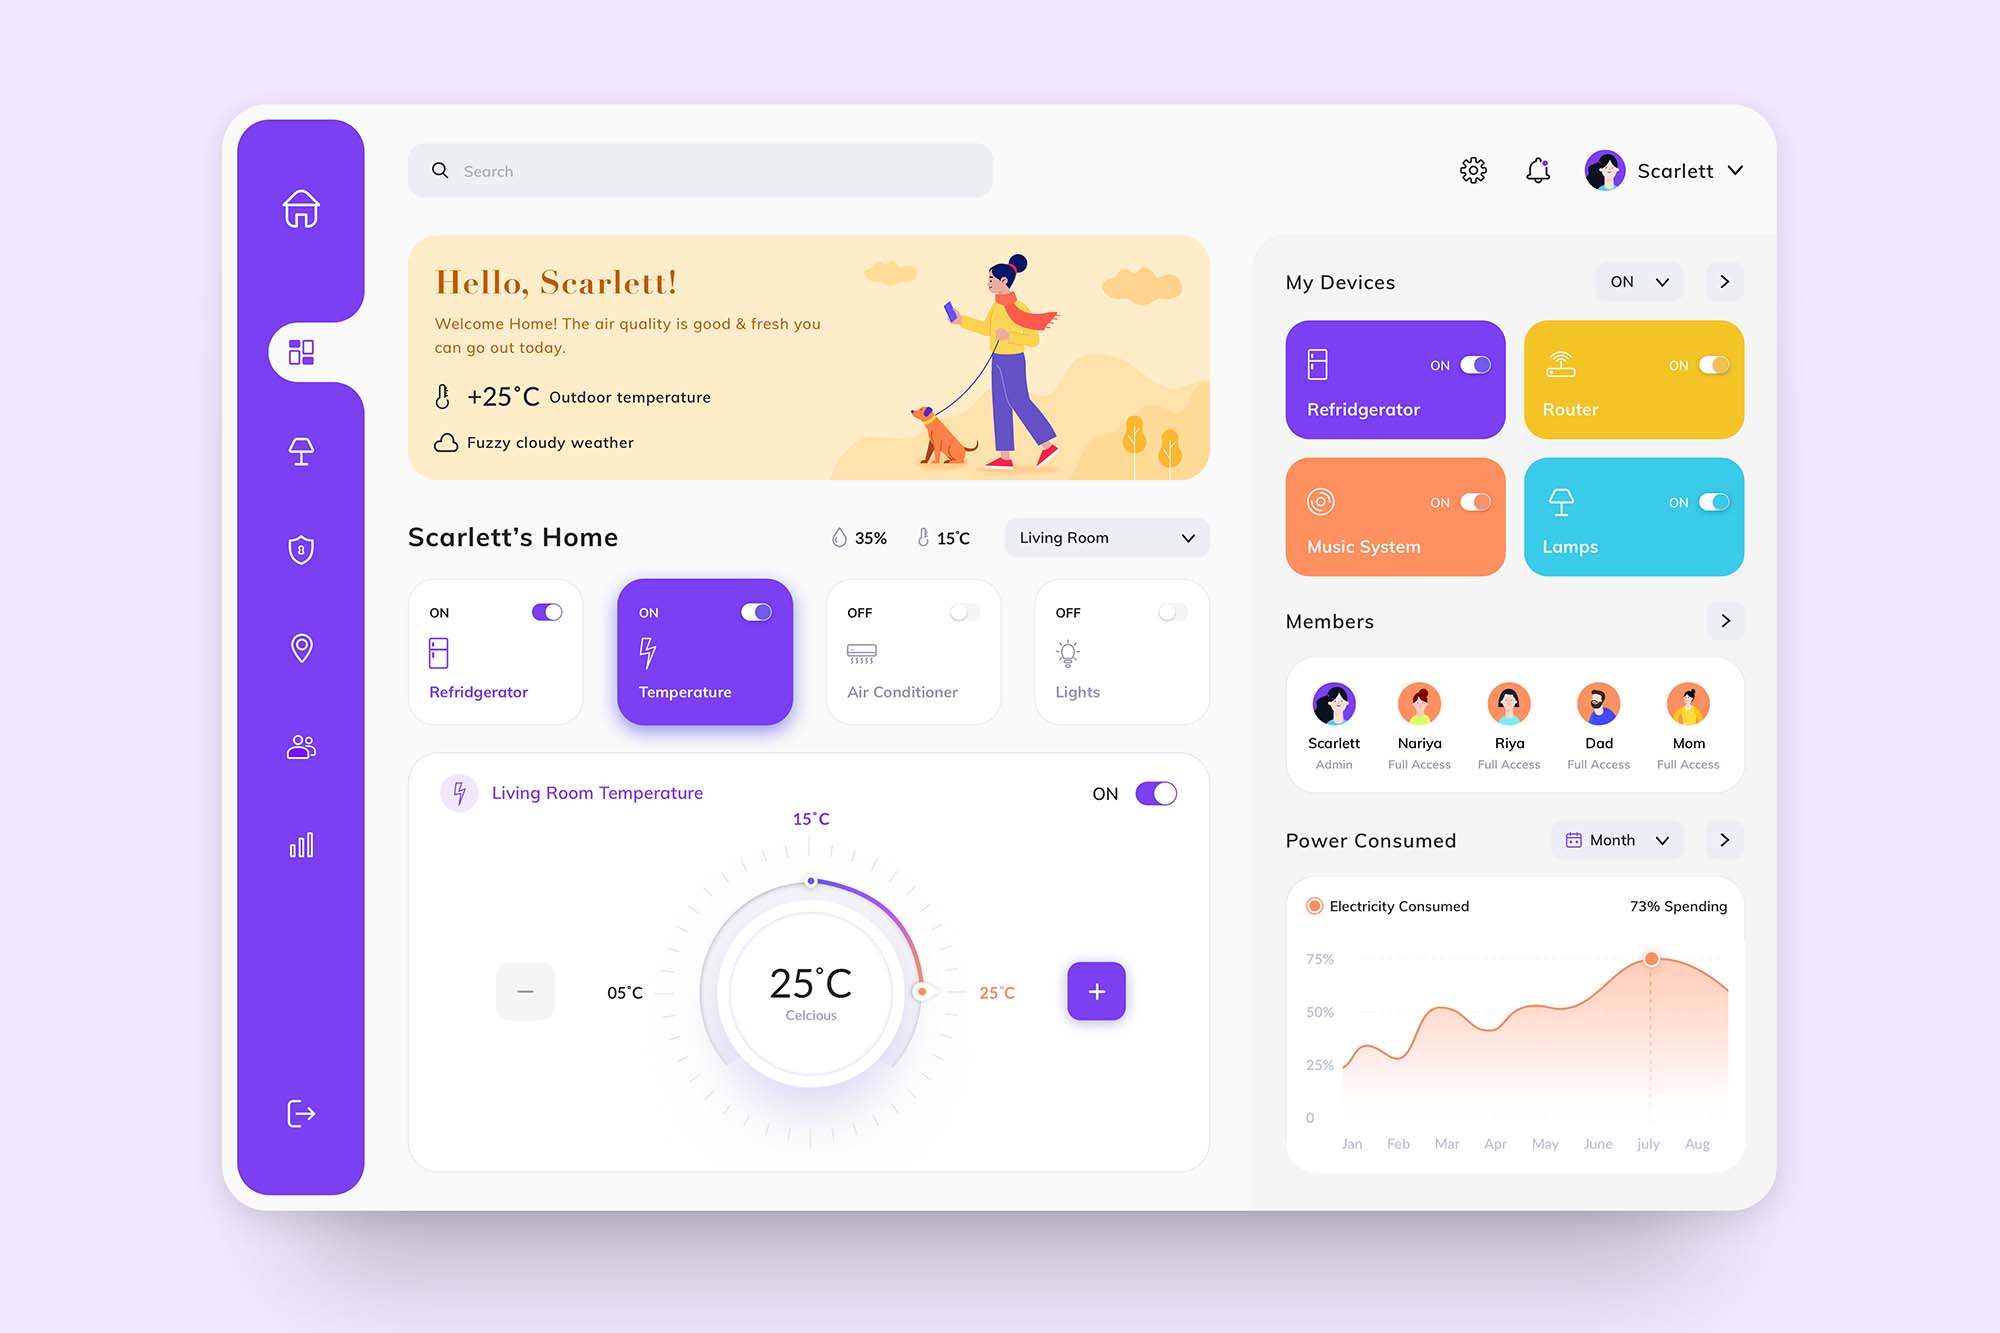 Search
Scarlett
Hello, Scarlett!
Welcome Home! The air quality is good & fresh you
can go out today.
+25°C Outdoor temperature
Fuzzy cloudy weather
Scarlett's Home
35%
15°C
Living Room
ON
Refridgerator
ON
Temperature
OFF
Air Conditioner
OFF
Lights
Living Room Temperature
ON
15°C
05°C
25°C
Celcious
25°C
My Devices
ON
ON
Refridgerator
ON
Router
ON
Music System
ON
Lamps
Members
Scarlett
Admin
Nariya
Full Access
Riya
Full Access
Dad
Full Access
Mom
Full Access
Power Consumed
Month
Electricity Consumed
73% Spending
75%
50%
25%
0
Jan Feb Mar Apr May June july Aug